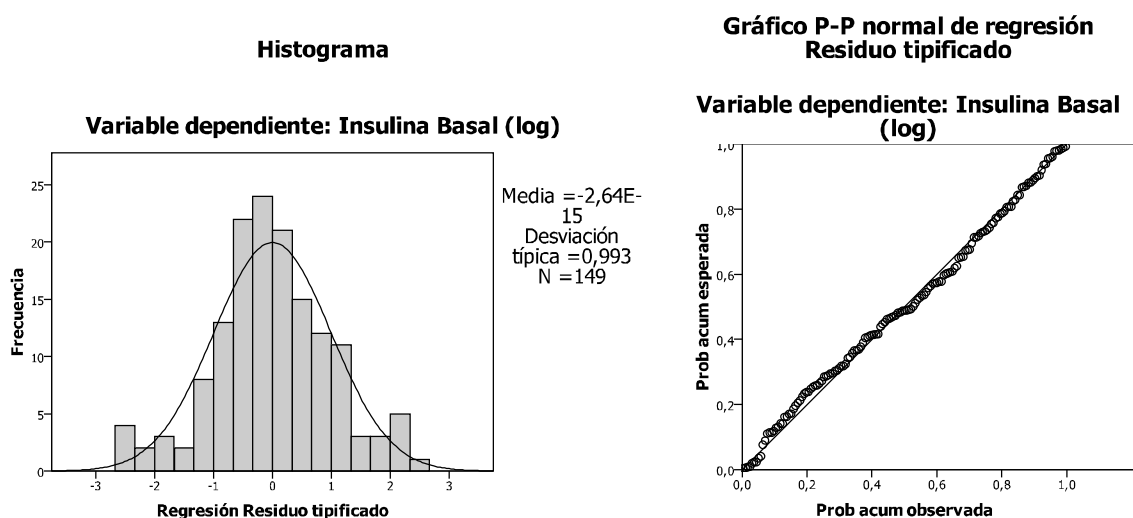 Histograma
Variable dependiente: Insulina Basal (log)
Frecuencia
25
20
15
10
5
0
-3
-2
-1
0
1
2
3
Regresión Residuo tipificado
Media =-2,64E-
15
Desviación
típica =0,993
N =149
Gráfico P-P normal de regresión
Residuo tipificado
Variable dependiente: Insulina Basal
(log)
Prob acum esperada
1,0
0,8
0,6
0,4
0,2
0,0
0,0
0,2
0,4
0,6
0,8
1,0
Prob acum observada